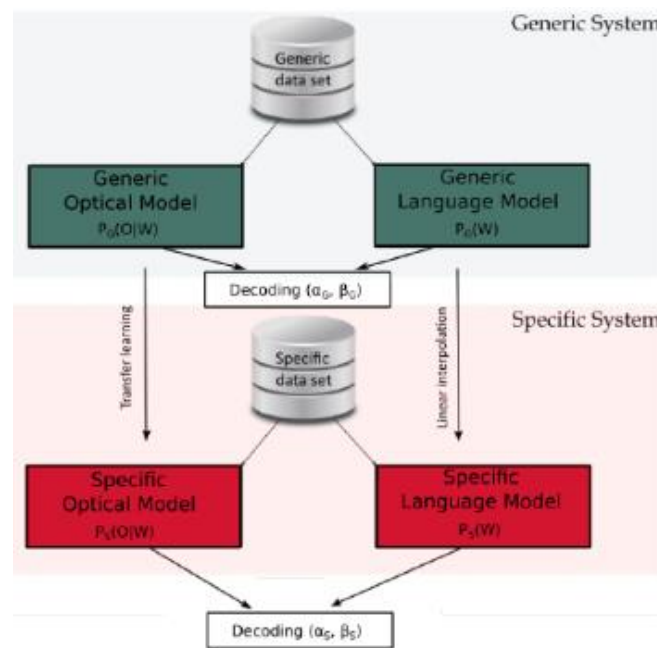 Generic System
Generic
data set
Generic
Optical Model
P_G(O|W)
Generic
Language Model
P_G(W)
Decoding (α_G, β_G)
Transfer learning
Linear interpolation
Specific System
Specific
data set
Specific
Optical Model
P_S(O|W)
Specific
Language Model
P_S(W)
Decoding (α_S, β_S)